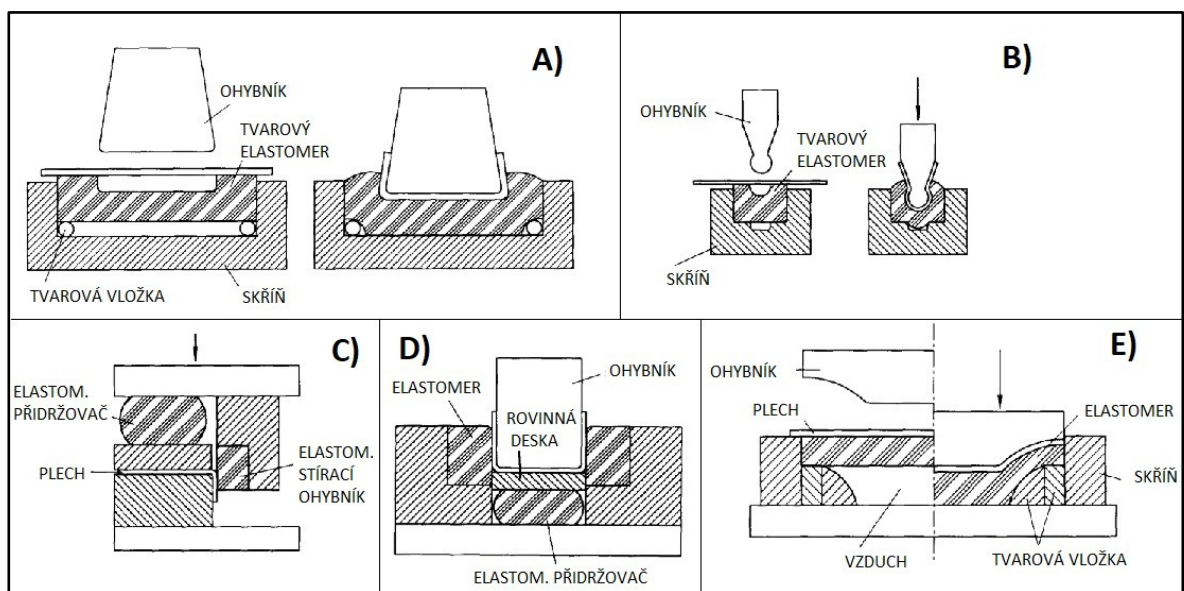 A)
OHYBNÍK
TVAROVÝ
ELASTOMER
TVAROVÁ VLOŽKA
SKŘÍŇ
B)
OHYBNÍK
TVAROVÝ
ELASTOMER
SKŘÍŇ
C)
ELASTOM.
PŘIDRŽOVAČ
PLECH
ELASTOM.
STÍRACÍ
OHYBNÍK
D)
ELASTOMER
OHYBNÍK
ROVINNÁ
DESKA
ELASTOM. PŘIDRŽOVAČ
E)
OHYBNÍK
PLECH
ELASTOMER
SKŘÍŇ
VZDUCH
TVAROVÁ VLOŽKA